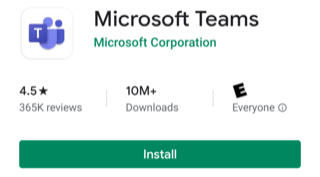 Microsoft Teams
Microsoft Corporation
4.5★ 10M+ E
365K reviews Downloads Everyone ⓘ
Install
T